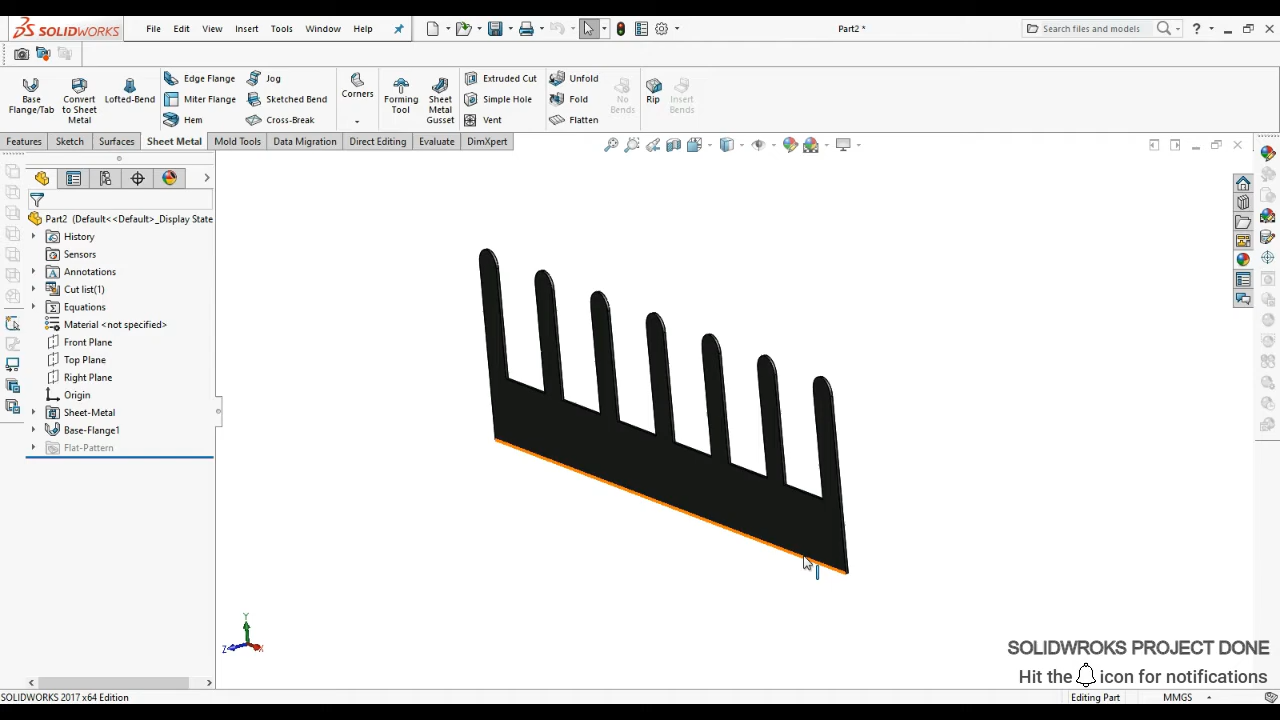 SOLIDWORKS File Edit View Insert Tools Window Help Part2 * Search files and models
Base Flange/Tab
Convert to Sheet Metal
Lofted-Bend
Edge Flange
Miter Flange
Hem
Jog
Sketched Bend
Cross-Break
Corners
Forming Tool
Sheet Metal Gusset
Extruded Cut
Simple Hole
Vent
Unfold
Fold
Flatten
No Bends
Rip
Insert Bends
Features Sketch Surfaces Sheet Metal Mold Tools Data Migration Direct Editing Evaluate DimXpert
Part2 (Default<<Default>_Display State
History
Sensors
Annotations
Cut list(1)
Equations
Material <not specified>
Front Plane
Top Plane
Right Plane
Origin
Sheet-Metal
Base-Flange1
Flat-Pattern
Y
Z
X
SOLIDWROKS PROJECT DONE
Hit the icon for notifications
SOLIDWORKS 2017 x64 Edition Editing Part MMGS